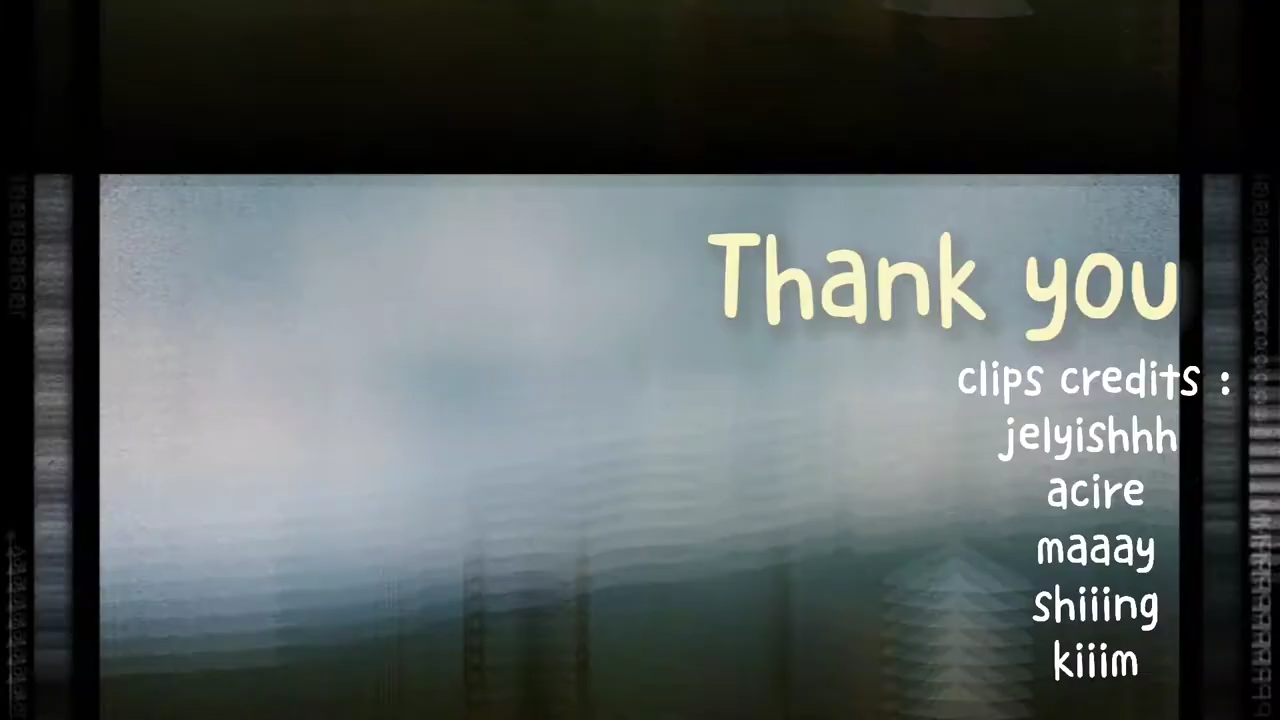 Thank you
clips credits :
jelyishhh
acire
maaay
shiiing
kiiim